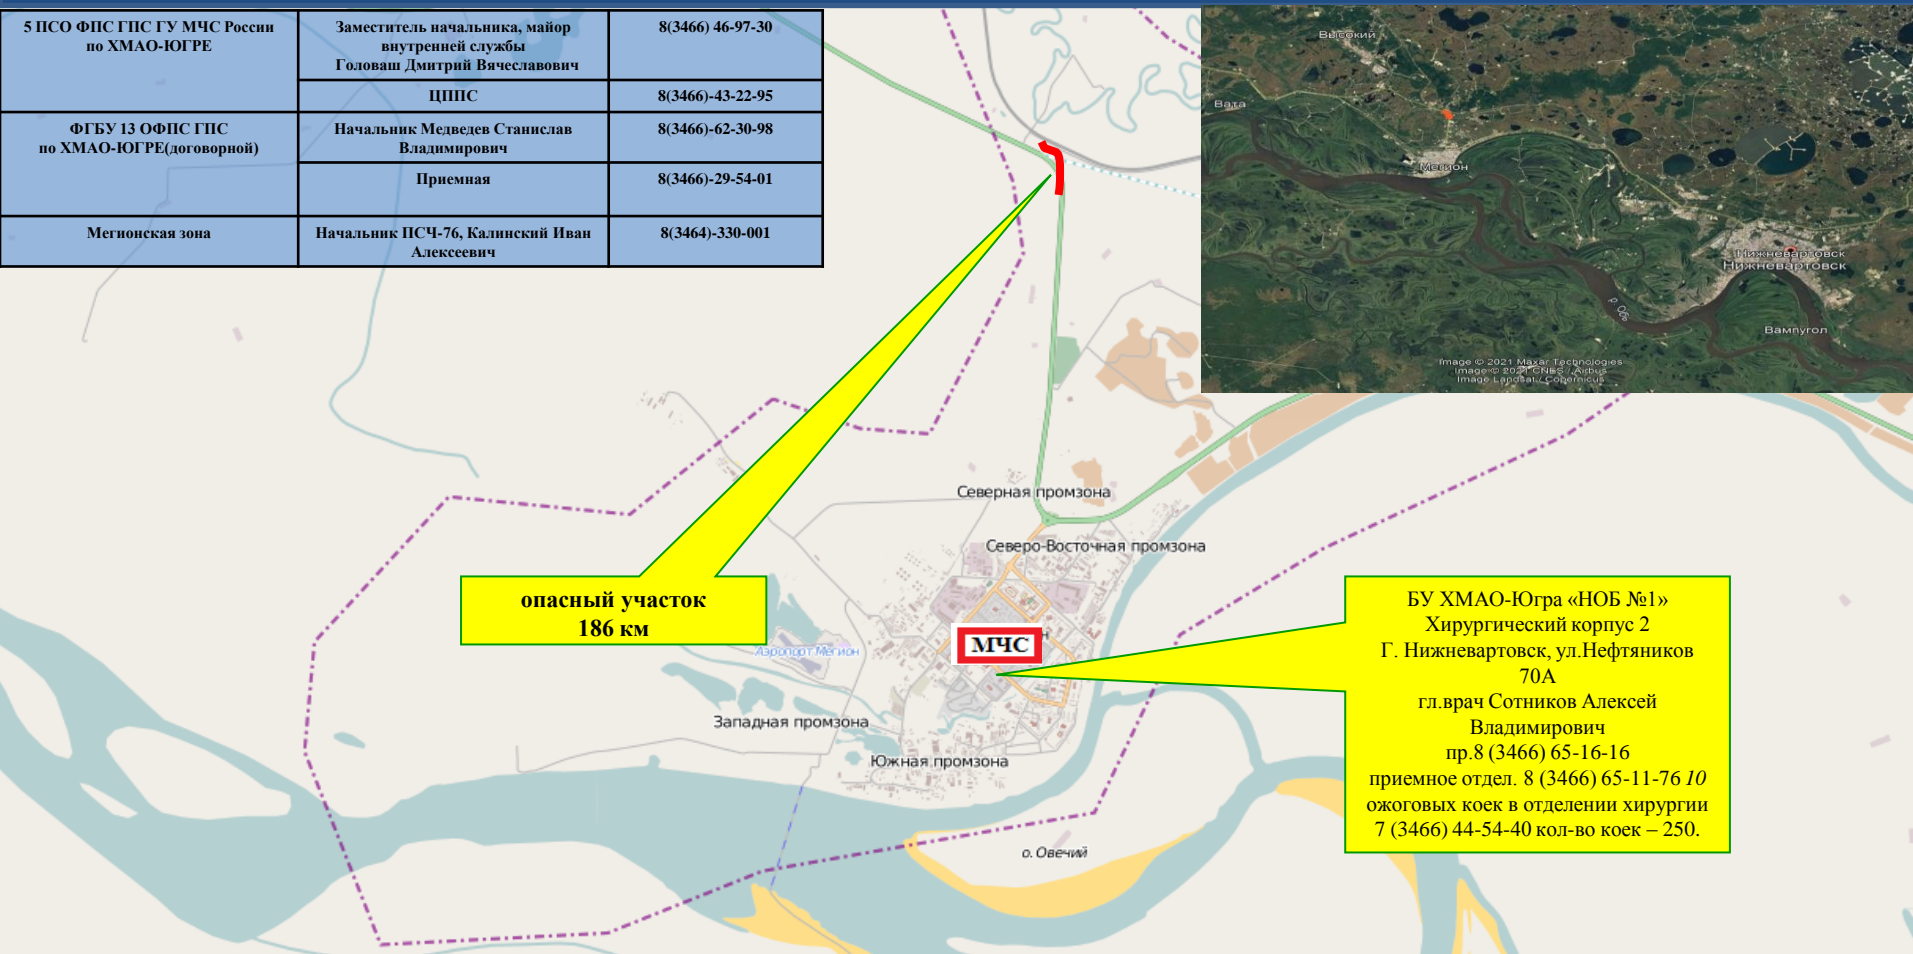 5 ПСО ФПС ГПС ГУ МЧС России
по ХМАО-ЮГРЕ
Заместитель начальника, майор
внутренней службы
Головаш Дмитрий Вячеславович
8(3466) 46-97-30
ЦППС
8(3466)-43-22-95
ФГБУ 13 ОФПС ГПС
по ХМАО-ЮГРЕ(договорной)
Начальник Медведев Станислав
Владимирович
8(3466)-62-30-98
Приемная
8(3466)-29-54-01
Мегионская зона
Начальник ПСЧ-76, Калинский Иван
Алексеевич
8(3464)-330-001
Высокий
Вата
Мегион
Нижневартовск
Нижневартовск
р. Обь
Вампугол
Image © 2021 Maxar Technologies
Image © 2021 CNES / Airbus
Image Landsat / Copernicus
Северная промзона
Северо-Восточная промзона
опасный участок
186 км
МЧС
Аэропорт Мегион
Западная промзона
Южная промзона
о. Овечий
БУ ХМАО-Югра «НОБ №1»
Хирургический корпус 2
Г. Нижневартовск, ул.Нефтяников
70А
гл.врач Сотников Алексей
Владимирович
пр.8 (3466) 65-16-16
приемное отдел. 8 (3466) 65-11-76 10
ожоговых коек в отделении хирургии
7 (3466) 44-54-40 кол-во коек – 250.